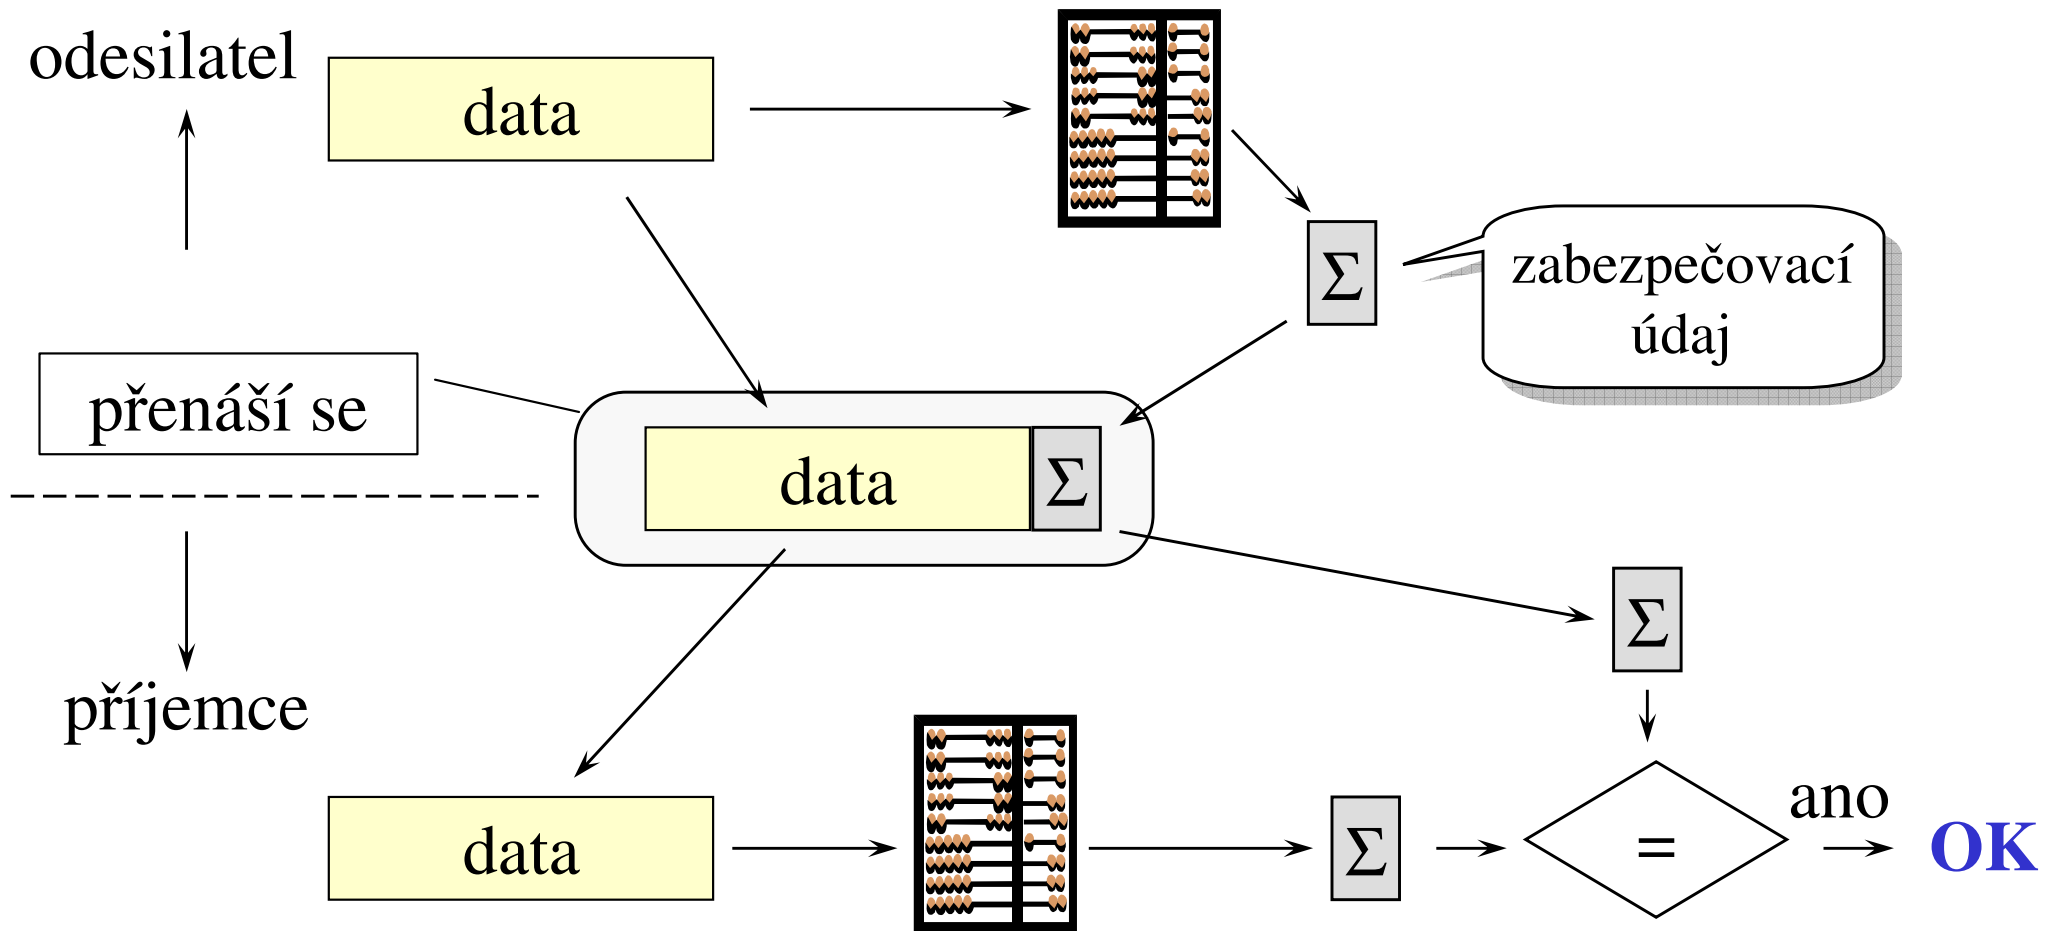 odesilatel
data
Σ
zabezpečovací
údaj
přenáší se
data
Σ
Σ
příjemce
data
Σ
=
ano
OK